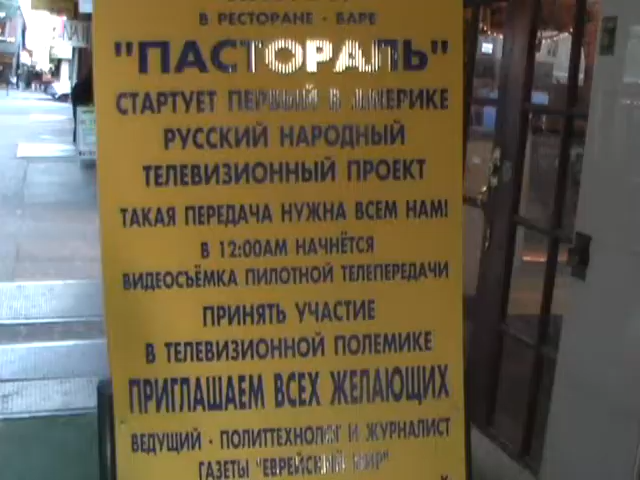 В РЕСТОРАНЕ - БАРЕ
"ПАСТОРАЛЬ"
СТАРТУЕТ ПЕРВЫЙ В АМЕРИКЕ
РУССКИЙ НАРОДНЫЙ
ТЕЛЕВИЗИОННЫЙ ПРОЕКТ
ТАКАЯ ПЕРЕДАЧА НУЖНА ВСЕМ НАМ!
В 12:00AM НАЧНЁТСЯ
ВИДЕОСЪЁМКА ПИЛОТНОЙ ТЕЛЕПЕРЕДАЧИ
ПРИНЯТЬ УЧАСТИЕ
В ТЕЛЕВИЗИОННОЙ ПОЛЕМИКЕ
ПРИГЛАШАЕМ ВСЕХ ЖЕЛАЮЩИХ
ВЕДУЩИЙ - ПОЛИТТЕХНОЛОГ И ЖУРНАЛИСТ
ГАЗЕТЫ "ЕВРЕЙСКИЙ МИР"